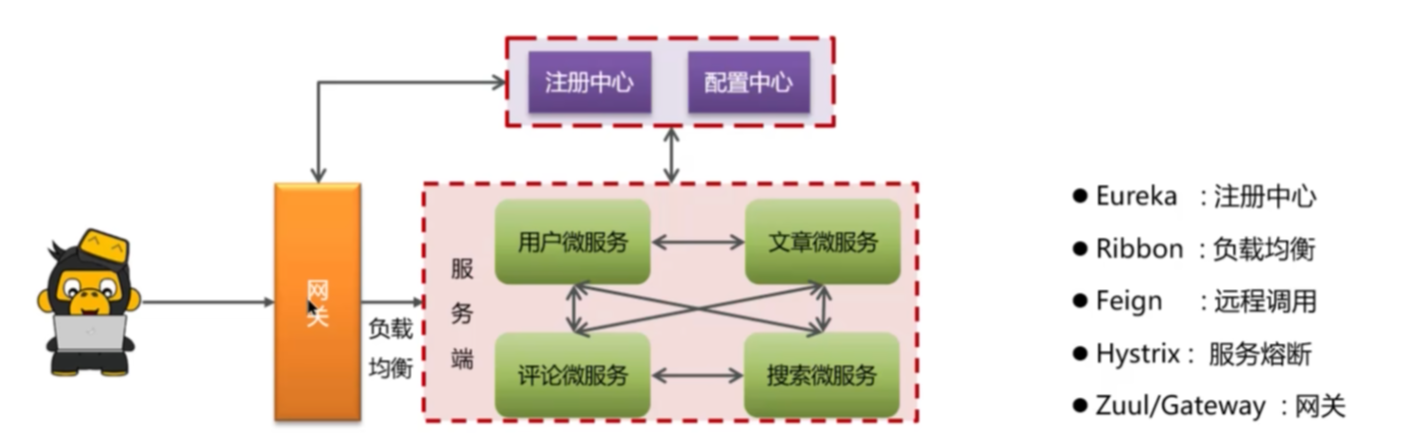 注册中心
配置中心
网
关
负载
均衡
服
务
端
用户微服务
文章微服务
评论微服务
搜索微服务
● Eureka : 注册中心
● Ribbon : 负载均衡
● Feign : 远程调用
● Hystrix : 服务熔断
● Zuul/Gateway : 网关